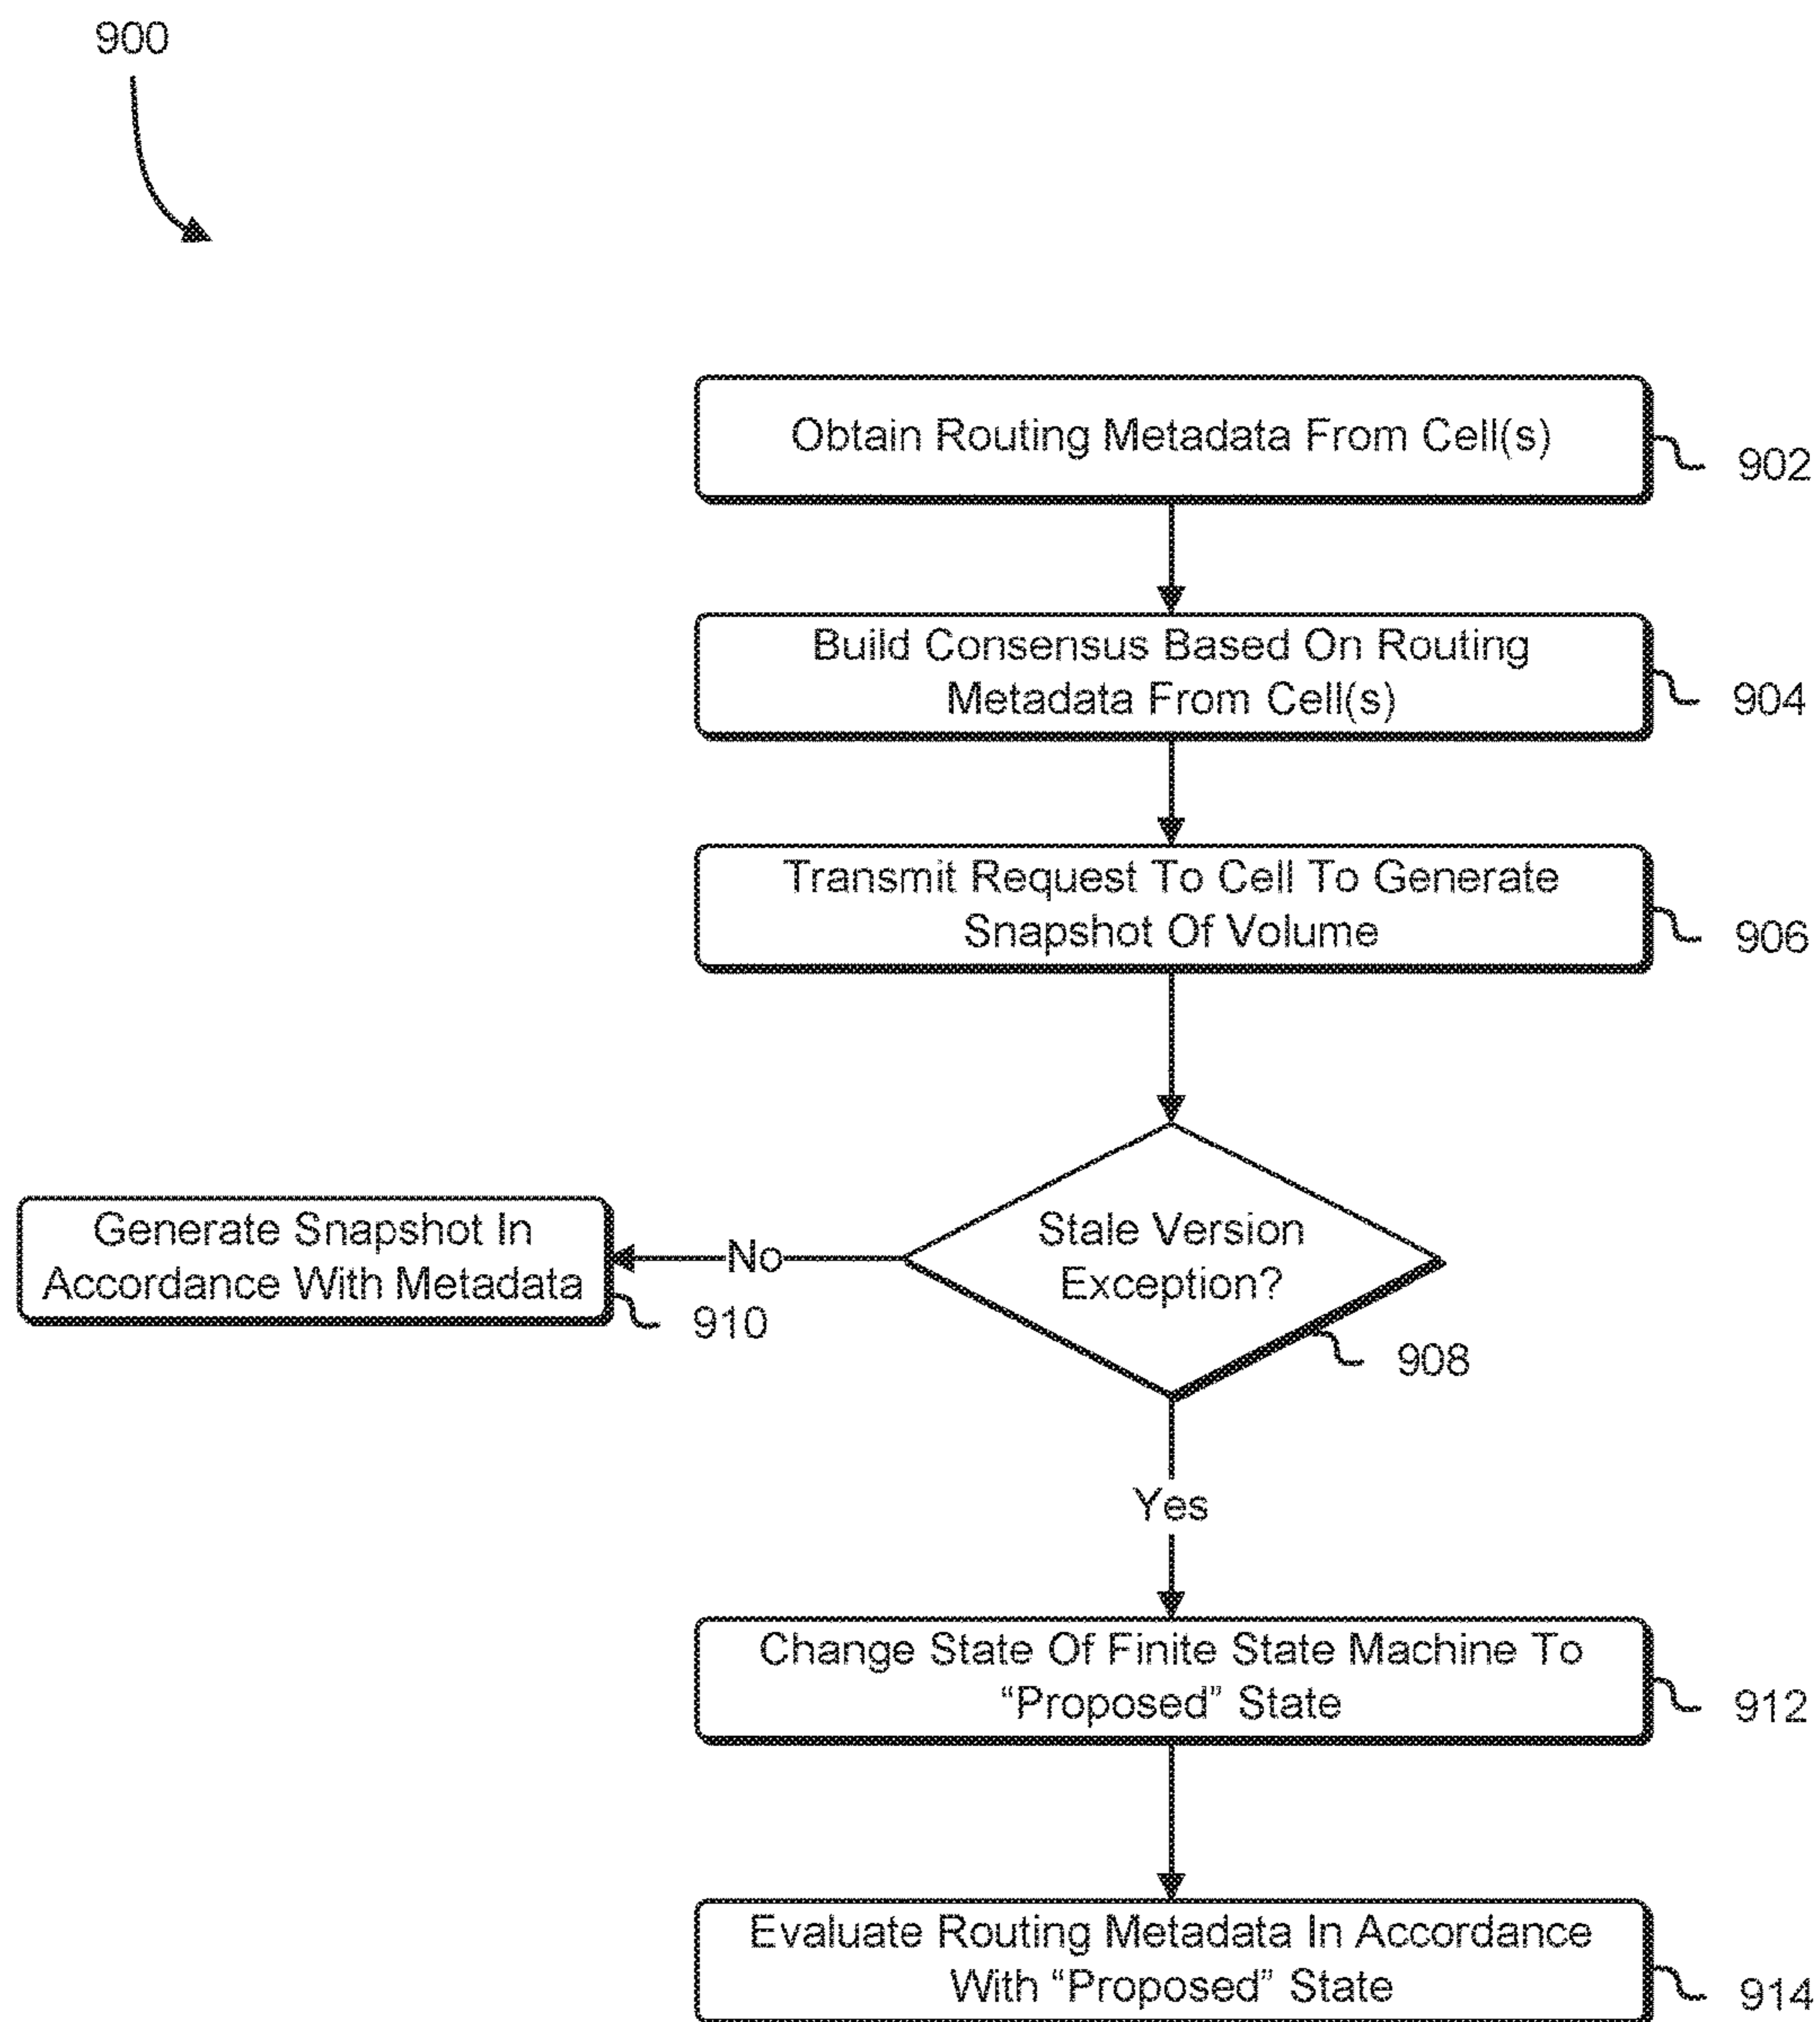 900
Obtain Routing Metadata From Cell(s)
902
Build Consensus Based On Routing
Metadata From Cell(s)
904
Transmit Request To Cell To Generate
Snapshot Of Volume
906
Stale Version
Exception?
908
No
Generate Snapshot In
Accordance With Metadata
910
Yes
Change State Of Finite State Machine To
“Proposed” State
912
Evaluate Routing Metadata In Accordance
With “Proposed” State
914